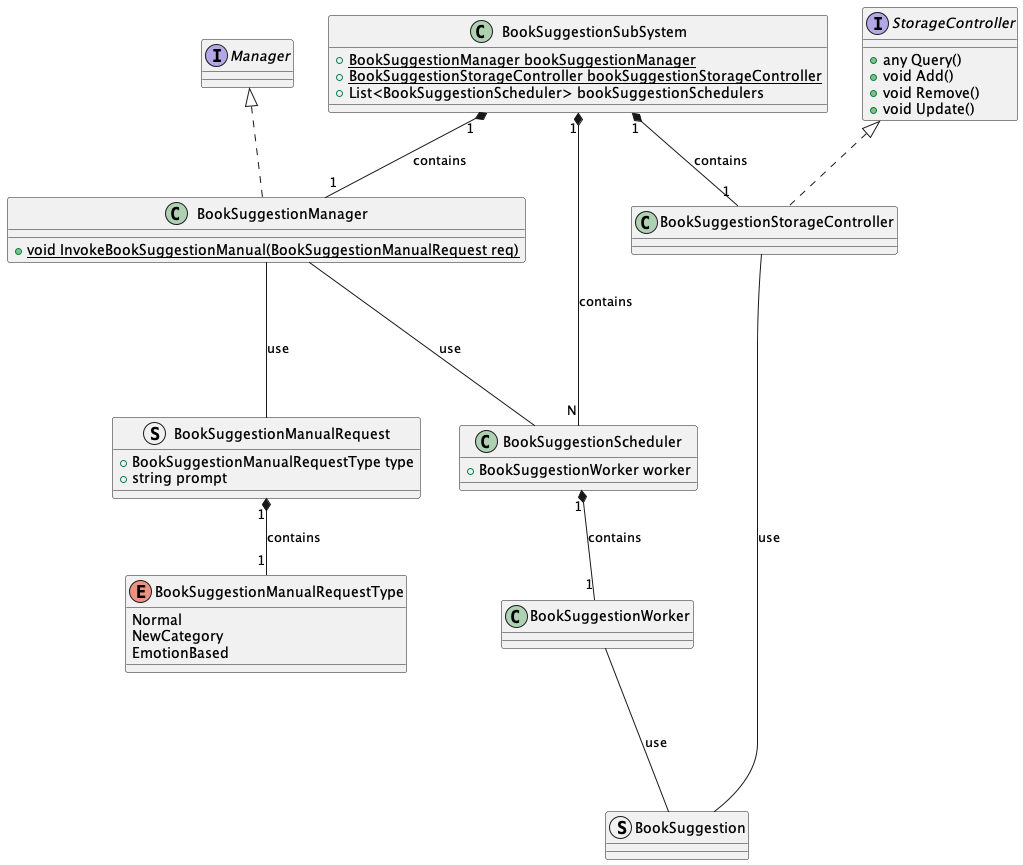 I Manager
C BookSuggestionSubSystem
BookSuggestionManager bookSuggestionManager
BookSuggestionStorageController bookSuggestionStorageController
List<BookSuggestionScheduler> bookSuggestionSchedulers
I StorageController
any Query()
void Add()
void Remove()
void Update()
1
1
1
contains
contains
1
1
C BookSuggestionManager
void InvokeBookSuggestionManual(BookSuggestionManualRequest req)
C BookSuggestionStorageController
contains
use
use
N
S BookSuggestionManualRequest
BookSuggestionManualRequestType type
string prompt
C BookSuggestionScheduler
BookSuggestionWorker worker
1
1
contains
contains
use
1
1
E BookSuggestionManualRequestType
Normal
NewCategory
EmotionBased
C BookSuggestionWorker
use
S BookSuggestion